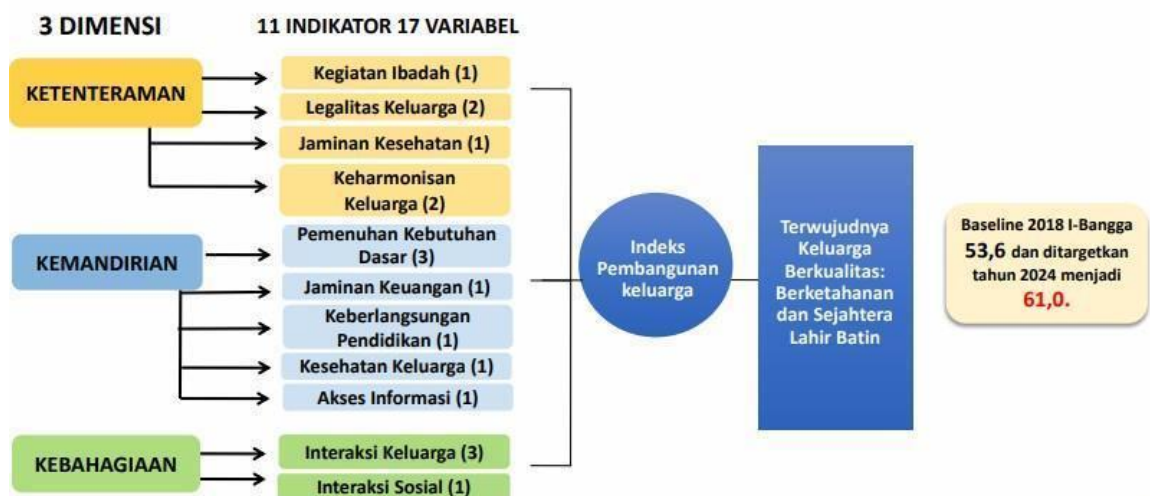 3 DIMENSI
11 INDIKATOR 17 VARIABEL
KETENTERAMAN
Kegiatan Ibadah (1)
Legalitas Keluarga (2)
Jaminan Kesehatan (1)
Keharmonisan
Keluarga (2)
KEMANDIRIAN
Pemenuhan Kebutuhan
Dasar (3)
Jaminan Keuangan (1)
Keberlangsungan
Pendidikan (1)
Kesehatan Keluarga (1)
Akses Informasi (1)
KEBAHAGIAAN
Interaksi Keluarga (3)
Interaksi Sosial (1)
Indeks
Pembangunan
keluarga
Terwujudnya
Keluarga
Berkualitas:
Berketahanan
dan Sejahtera
Lahir Batin
Baseline 2018 I-Bangga
53,6 dan ditargetkan
tahun 2024 menjadi
61,0.